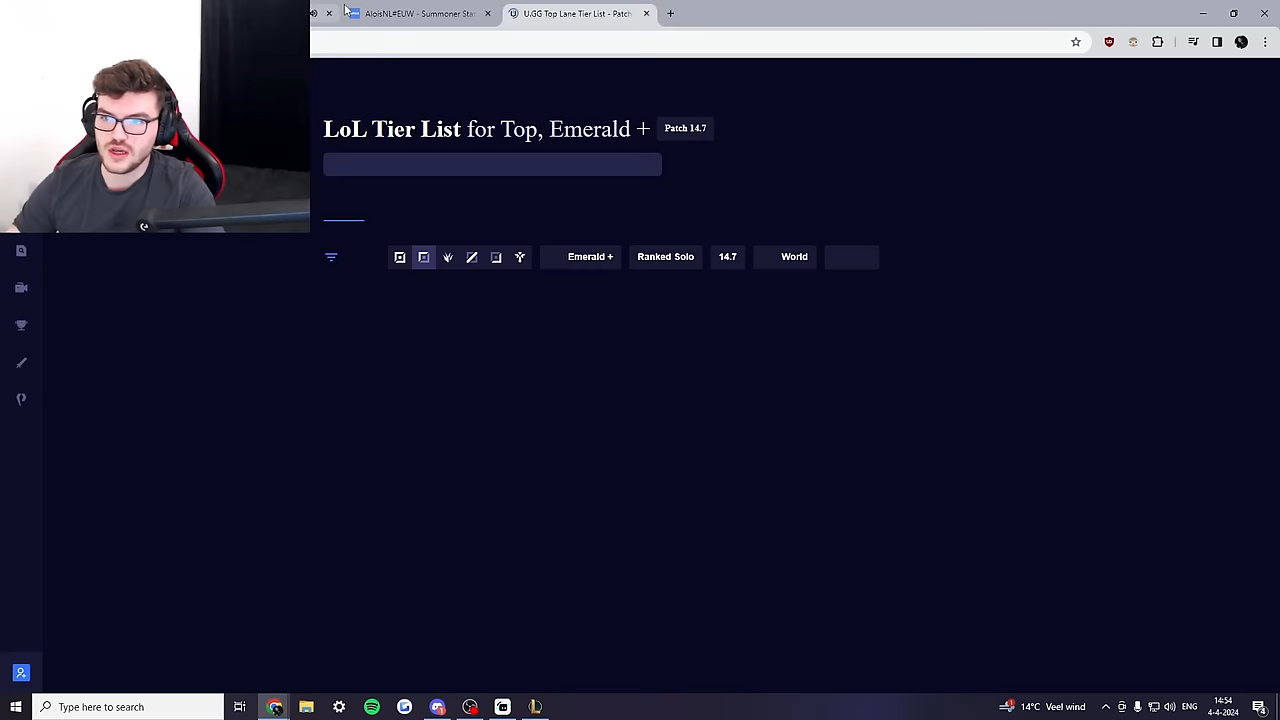 AloisNL#EUW - Summoner Sta
U.GG Top Lane Tier List - Patch
LoL Tier List for Top, Emerald + Patch 14.7
Emerald + Ranked Solo 14.7 World
Type here to search
14°C Veel wind
ENG
14:54
4-4-2024